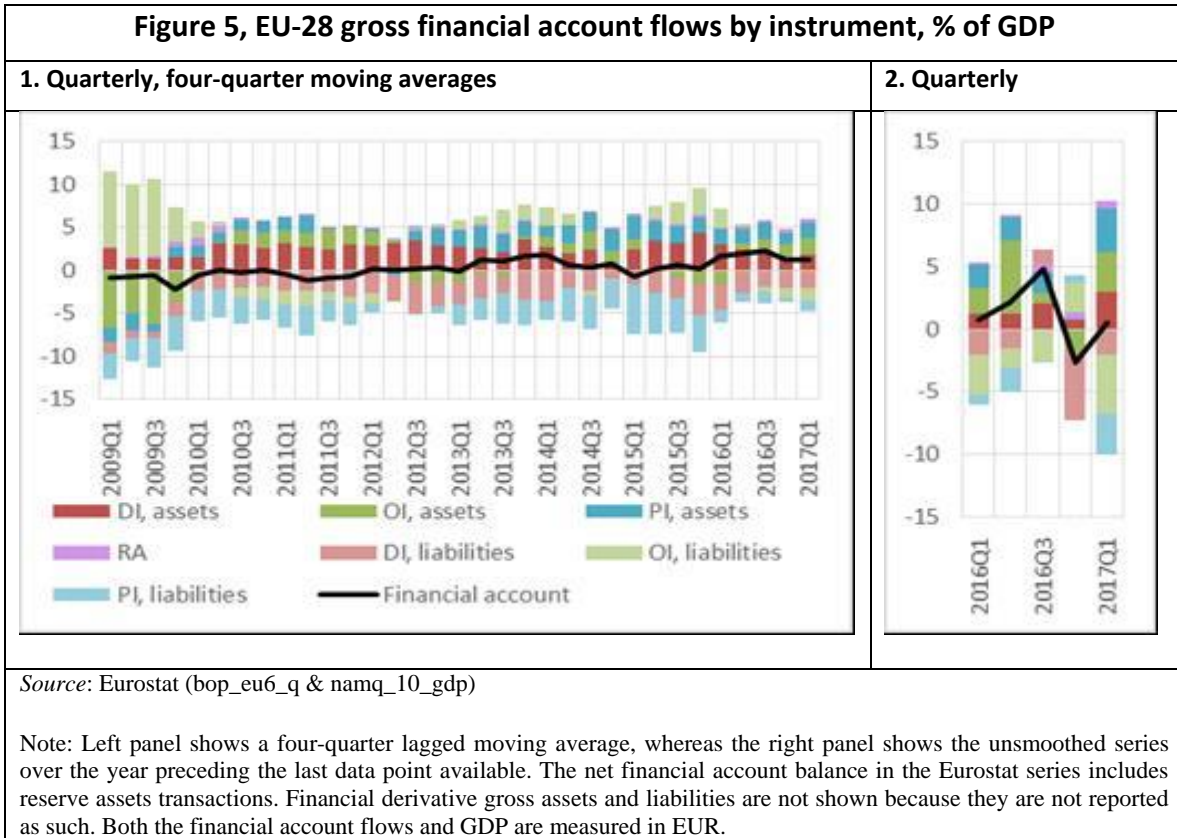 Figure 5, EU-28 gross financial account flows by instrument, % of GDP
1. Quarterly, four-quarter moving averages
2. Quarterly
15
10
5
0
-5
-10
-15
2009Q1
2009Q3
2010Q1
2010Q3
2011Q1
2011Q3
2012Q1
2012Q3
2013Q1
2013Q3
2014Q1
2014Q3
2015Q1
2015Q3
2016Q1
2016Q3
2017Q1
DI, assets
OI, assets
PI, assets
RA
DI, liabilities
OI, liabilities
PI, liabilities
Financial account
15
10
5
0
-5
-10
-15
2016Q1
2016Q3
2017Q1
Source: Eurostat (bop_eu6_q & namq_10_gdp)
Note: Left panel shows a four-quarter lagged moving average, whereas the right panel shows the unsmoothed series
over the year preceding the last data point available. The net financial account balance in the Eurostat series includes
reserve assets transactions. Financial derivative gross assets and liabilities are not shown because they are not reported
as such. Both the financial account flows and GDP are measured in EUR.